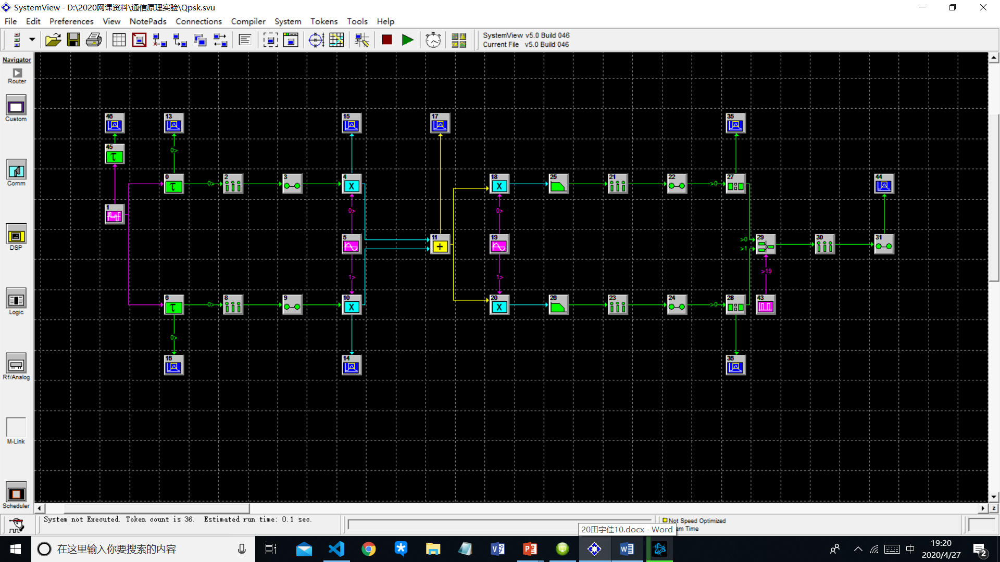 SystemView - D:\2020网课资料\通信原理实验\Qpsk.svu
File Edit Preferences View NotePads Connections Compiler System Tokens Tools Help
SystemView v5.0 Build 046
Current File v5.0 Build 046
Navigator
Router
Custom
Comm
DSP
Logic
Rf/Analog
M-Link
Scheduler
46 13 15 17 35
45
0>
0 2 3 4 18 25 21 22 27 44
τ 0> X X >0
1
0> 0>
5 11 19 29 30 31
+ >0
>1
1> 1> >19
6 8 9 10 20 26 23 24 28 43
τ 0> X X >0
0>
16 14 36
System not Executed. Token count is 36. Estimated run time: 0.1 sec.
Not Speed Optimized
em Time
20田宇佳10.docx - Word
在这里输入你要搜索的内容
中
19:20
2020/4/27
2